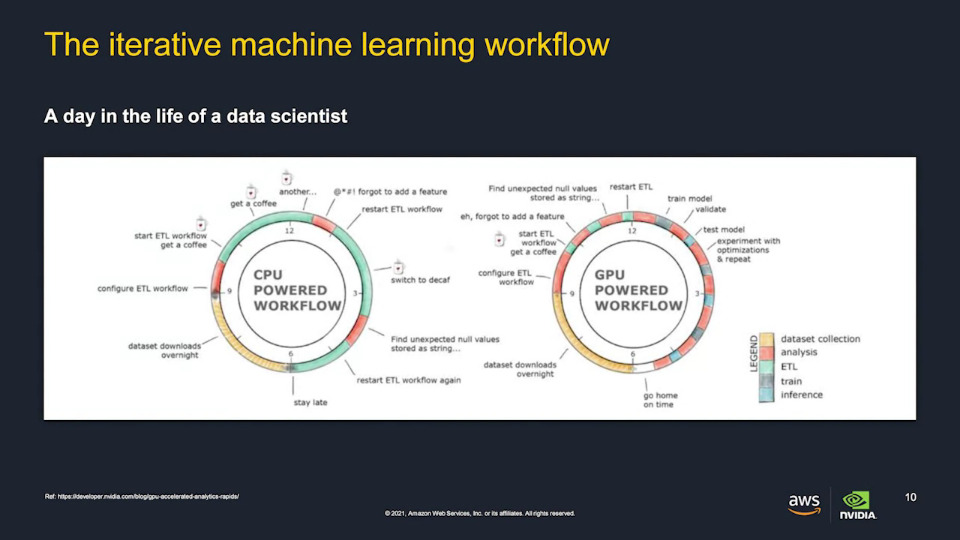 The iterative machine learning workflow
A day in the life of a data scientist
another...
get a coffee
@*#! forgot to add a feature
restart ETL workflow
start ETL workflow
get a coffee
12
CPU
POWERED
WORKFLOW
configure ETL workflow
9
3
switch to decaf
dataset downloads
overnight
6
Find unexpected null values
stored as string...
restart ETL workflow again
stay late
Find unexpected null values
stored as string...
restart ETL
train model
validate
eh, forgot to add a feature
test model
start ETL
workflow
get a coffee
12
experiment with
optimizations
& repeat
configure ETL
workflow
GPU
POWERED
WORKFLOW
9
3
dataset downloads
overnight
6
go home
on time
LEGEND
dataset collection
analysis
ETL
train
inference
Ref: https://developer.nvidia.com/blog/gpu-accelerated-analytics-rapids/
© 2021, Amazon Web Services, Inc. or its affiliates. All rights reserved.
aws
NVIDIA.
10